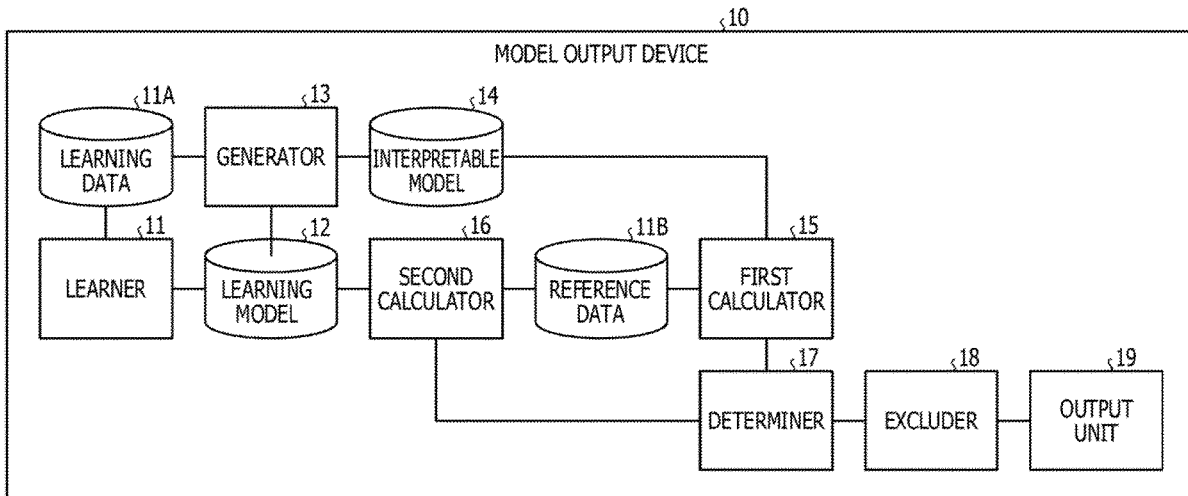 10
MODEL OUTPUT DEVICE
11A
LEARNING
DATA
13
GENERATOR
14
INTERPRETABLE
MODEL
11
LEARNER
12
LEARNING
MODEL
16
SECOND
CALCULATOR
11B
REFERENCE
DATA
15
FIRST
CALCULATOR
17
DETERMINER
18
EXCLUDER
19
OUTPUT
UNIT